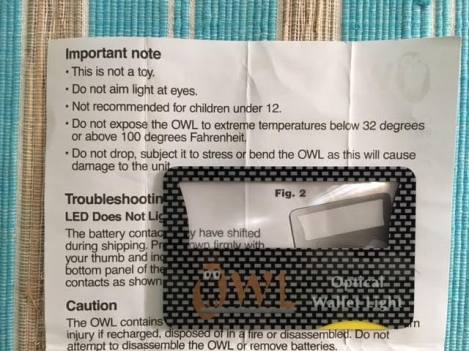 Important note
• This is not a toy.
• Do not aim light at eyes.
• Not recommended for children under 12.
• Do not expose the OWL to extreme temperatures below 32 degrees
or above 100 degrees Fahrenheit.
• Do not drop, subject it to stress or bend the OWL as this will cause
damage to the unit.
Fig. 2
Troubleshootin
LED Does Not Lig
The battery contac y have shifted
during shipping. Pr own firmly with
your thumb and ind
bottom panel of the
contacts as shown
OWL
Optical
Wallet Light
Caution
The OWL contains
injury if recharged, disposed of in a fire or disassembled. Do not
attempt to disassemble the OWL or remove batteries.